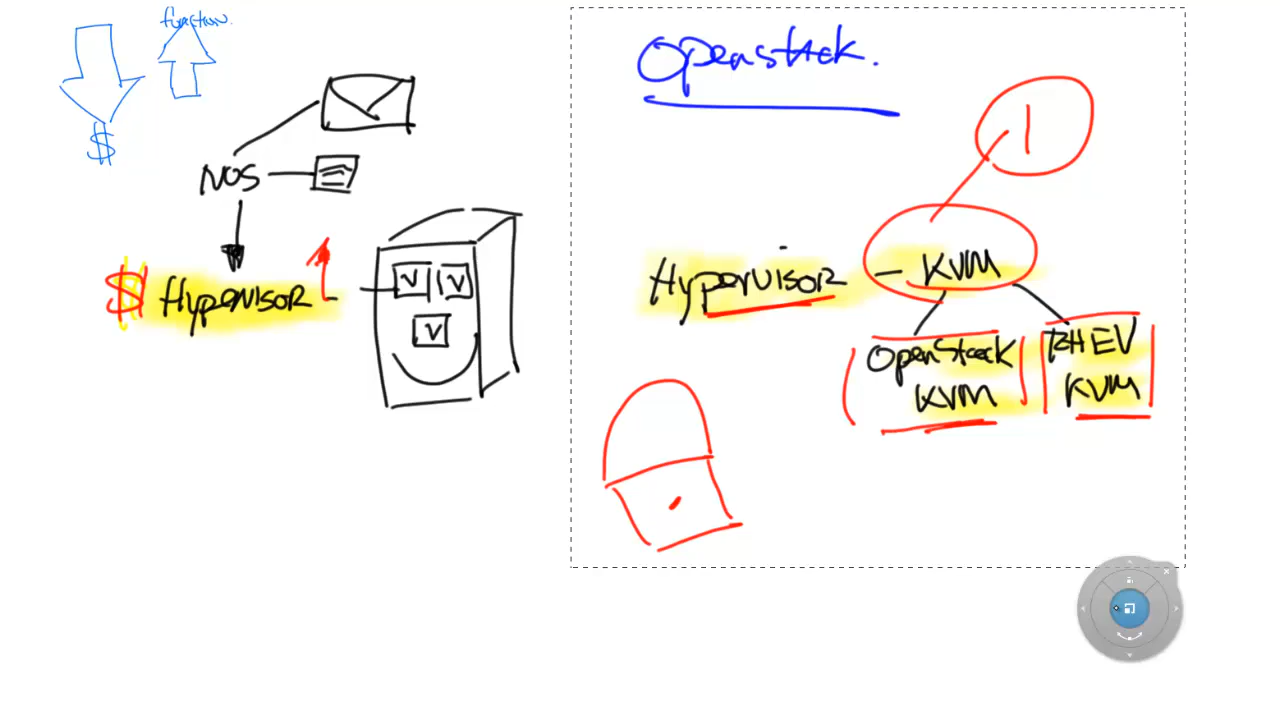 function.
$
NOS
$ Hypervisor
V V
V
Openstack.
1
Hypervisor - KVM
OpenStack
KVM
RHEV
KVM